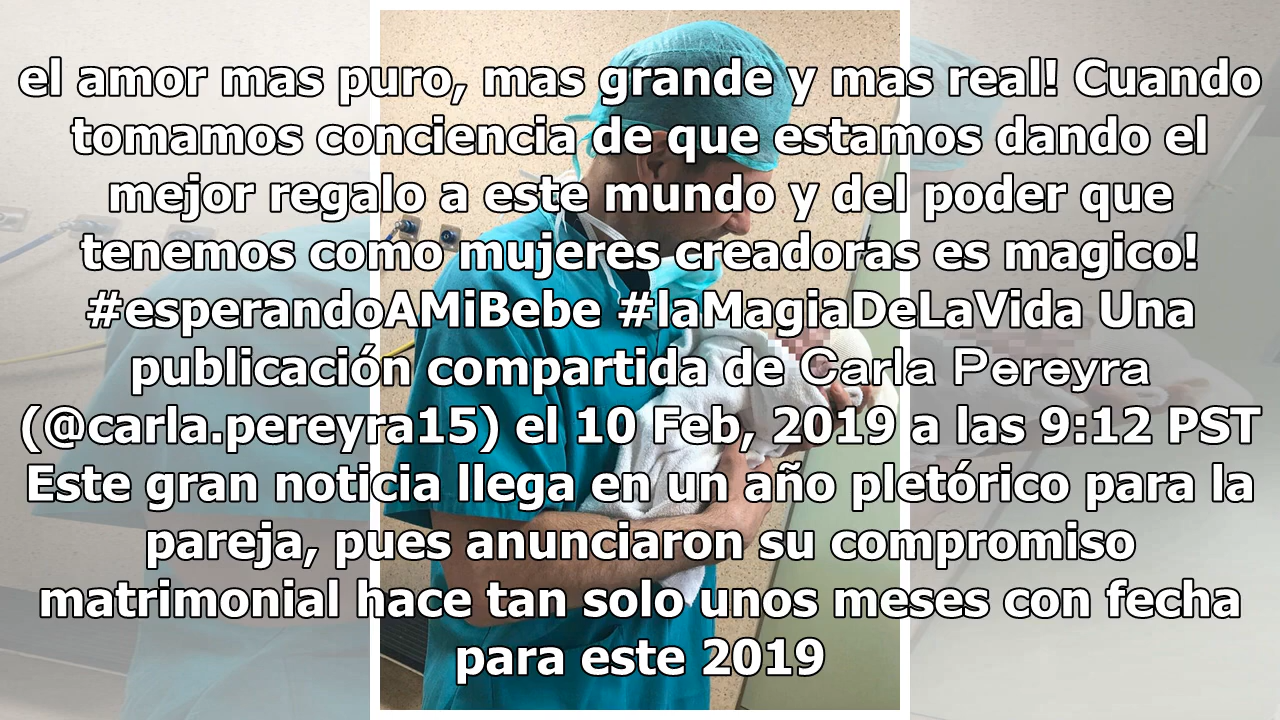 el amor mas puro, mas grande y mas real! Cuando
tomamos conciencia de que estamos dando el
mejor regalo a este mundo y del poder que
tenemos como mujeres creadoras es magico!
#esperandoAMiBebe #laMagiaDeLaVida Una
publicación compartida de Carla Pereyra
(@carla.pereyra15) el 10 Feb, 2019 a las 9:12 PST
Este gran noticia llega en un año pletórico para la
pareja, pues anunciaron su compromiso
matrimonial hace tan solo unos meses con fecha
para este 2019